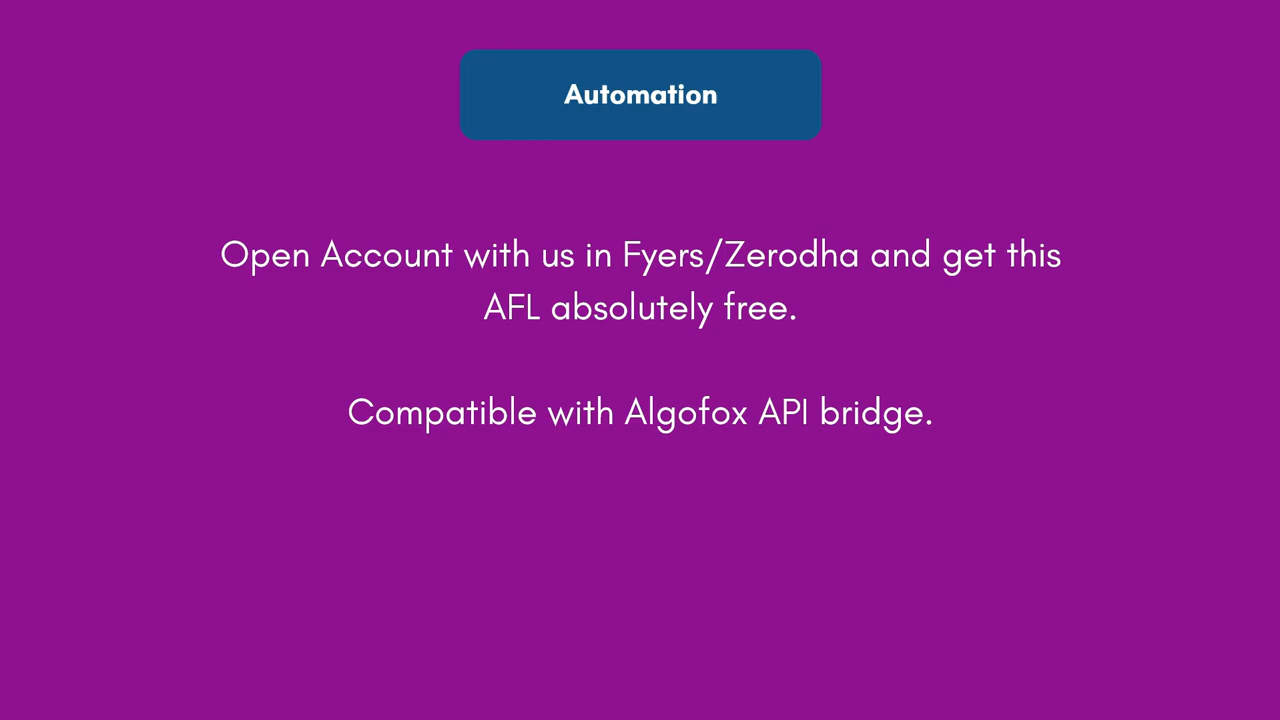 Automation
Open Account with us in Fyers/Zerodha and get this
AFL absolutely free.
Compatible with Algofox API bridge.